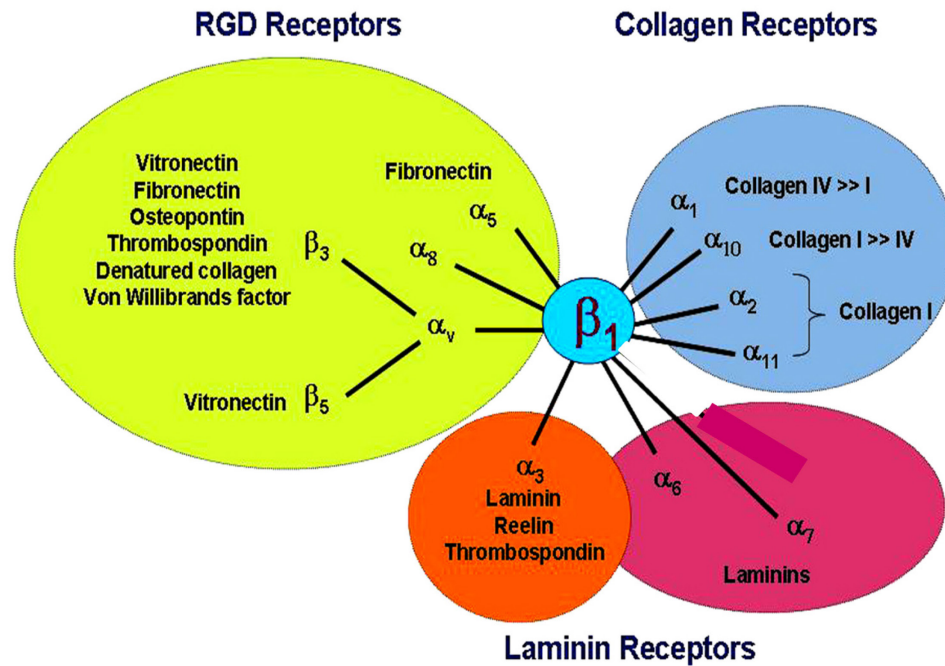 RGD Receptors
Collagen Receptors
Vitronectin
Fibronectin
Osteopontin
Thrombospondin
Denatured collagen
Von Willibrands factor
β3
Vitronectin β5
αv
Fibronectin
α5
α8
β1
α1
Collagen IV >> I
α10
Collagen I >> IV
α2
α11
Collagen I
α3
Laminin
Reelin
Thrombospondin
α6
α7
Laminins
Laminin Receptors